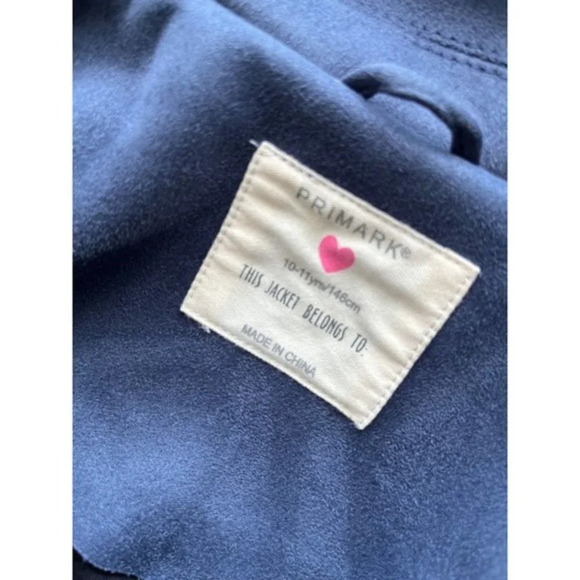 PRIMARK®
10-11yrs/146cm
THIS JACKET BELONGS TO:
MADE IN CHINA